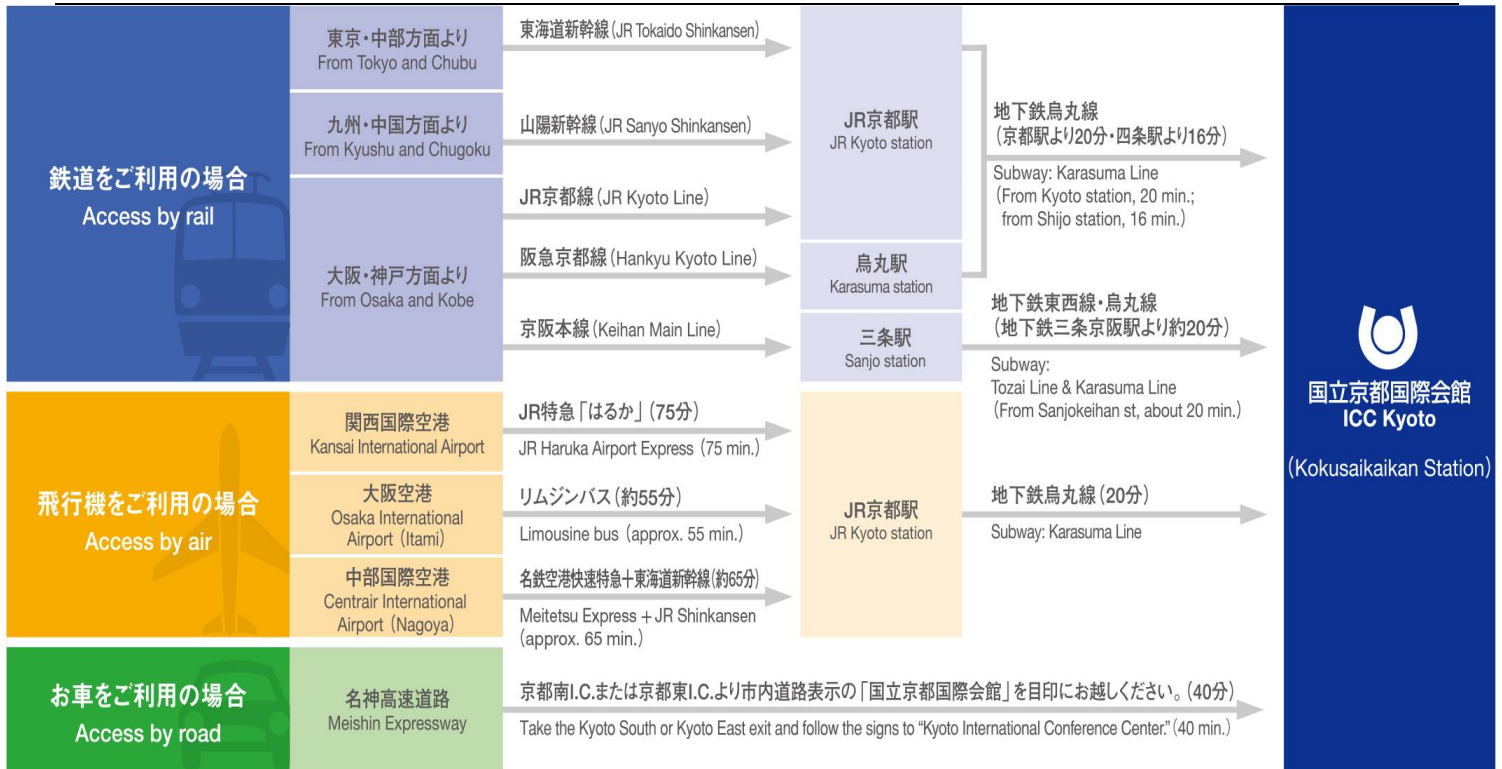 鉄道をご利用の場合
Access by rail
東京・中部方面より
From Tokyo and Chubu
東海道新幹線(JR Tokaido Shinkansen)
九州・中国方面より
From Kyushu and Chugoku
山陽新幹線(JR Sanyo Shinkansen)
大阪・神戸方面より
From Osaka and Kobe
JR京都線(JR Kyoto Line)
阪急京都線(Hankyu Kyoto Line)
京阪本線(Keihan Main Line)
JR京都駅
JR Kyoto station
烏丸駅
Karasuma station
三条駅
Sanjo station
地下鉄烏丸線
(京都駅より20分・四条駅より16分)
Subway: Karasuma Line
(From Kyoto station, 20 min.;
from Shijo station, 16 min.)
地下鉄東西線・烏丸線
(地下鉄三条京阪駅より約20分)
Subway:
Tozai Line & Karasuma Line
(From Sanjokeihan st, about 20 min.)
飛行機をご利用の場合
Access by air
関西国際空港
Kansai International Airport
JR特急「はるか」(75分)
JR Haruka Airport Express (75 min.)
大阪空港
Osaka International
Airport (Itami)
リムジンバス(約55分)
Limousine bus (approx. 55 min.)
中部国際空港
Centrair International
Airport (Nagoya)
名鉄空港快速特急+東海道新幹線(約65分)
Meitetsu Express + JR Shinkansen
(approx. 65 min.)
JR京都駅
JR Kyoto station
地下鉄烏丸線(20分)
Subway: Karasuma Line
お車をご利用の場合
Access by road
名神高速道路
Meishin Expressway
京都南I.C.または京都東I.C.より市内道路表示の「国立京都国際会館」を目印にお越しください。(40分)
Take the Kyoto South or Kyoto East exit and follow the signs to "Kyoto International Conference Center." (40 min.)
国立京都国際会館
ICC Kyoto
(Kokusaikaikan Station)